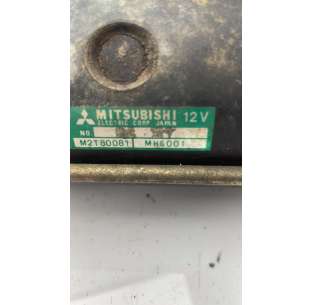 MITSUBISHI 12V
ELECTRIC CORP. JAPAN
NO
M2T80081 MH6001